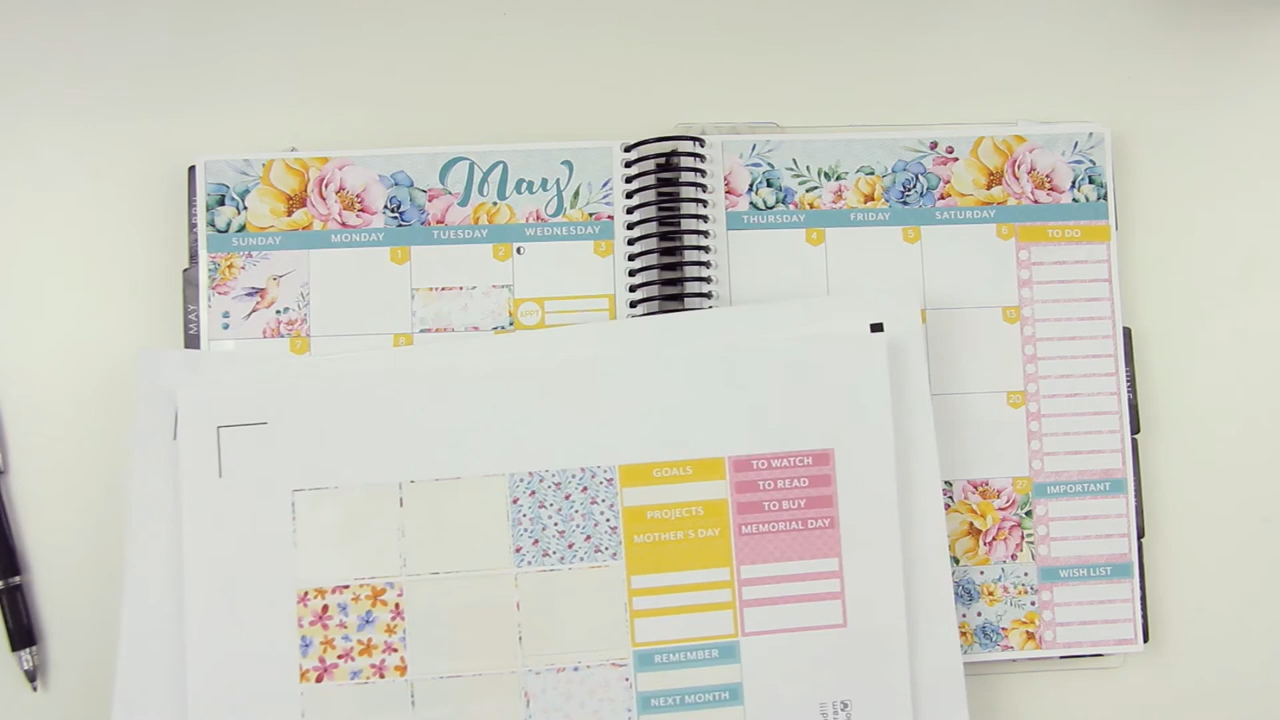 May
SUNDAY MONDAY TUESDAY WEDNESDAY
THURSDAY FRIDAY SATURDAY
1 2 3
4 5 6
TO DO
APPT
7 8
13
20
27
IMPORTANT
WISH LIST
APRIL
MAY
JUNE
GOALS
PROJECTS
MOTHER'S DAY
TO WATCH
TO READ
TO BUY
MEMORIAL DAY
REMEMBER
NEXT MONTH